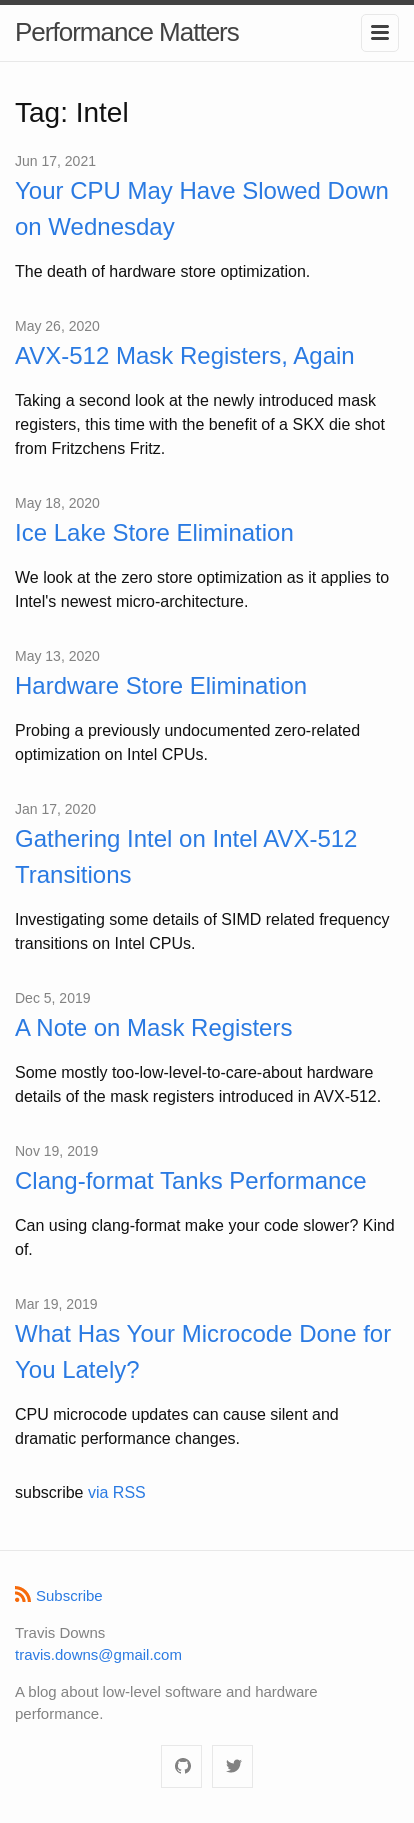 Performance Matters
Tag: Intel
Jun 17, 2021
Your CPU May Have Slowed Down
on Wednesday
The death of hardware store optimization.
May 26, 2020
AVX-512 Mask Registers, Again
Taking a second look at the newly introduced mask
registers, this time with the benefit of a SKX die shot
from Fritzchens Fritz.
May 18, 2020
Ice Lake Store Elimination
We look at the zero store optimization as it applies to
Intel's newest micro-architecture.
May 13, 2020
Hardware Store Elimination
Probing a previously undocumented zero-related
optimization on Intel CPUs.
Jan 17, 2020
Gathering Intel on Intel AVX-512
Transitions
Investigating some details of SIMD related frequency
transitions on Intel CPUs.
Dec 5, 2019
A Note on Mask Registers
Some mostly too-low-level-to-care-about hardware
details of the mask registers introduced in AVX-512.
Nov 19, 2019
Clang-format Tanks Performance
Can using clang-format make your code slower? Kind
of.
Mar 19, 2019
What Has Your Microcode Done for
You Lately?
CPU microcode updates can cause silent and
dramatic performance changes.
subscribe via RSS
Subscribe
Travis Downs
travis.downs@gmail.com
A blog about low-level software and hardware
performance.